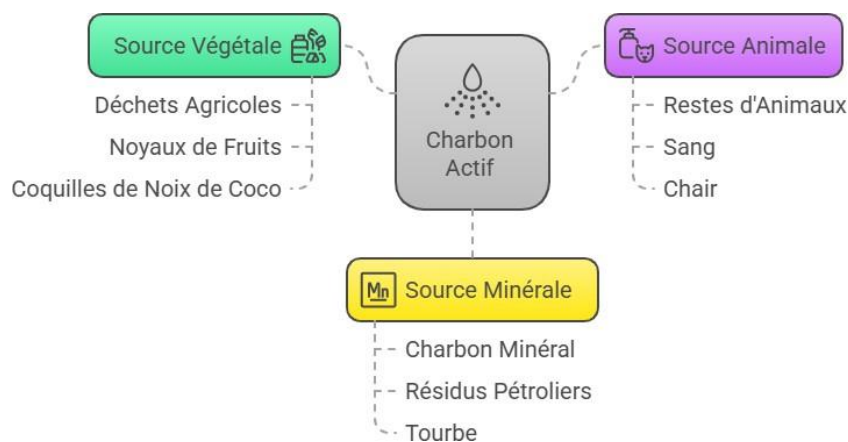 Source Végétale
Déchets Agricoles
Noyaux de Fruits
Coquilles de Noix de Coco
Charbon
Actif
Source Animale
Restes d'Animaux
Sang
Chair
Mn
Source Minérale
Charbon Minéral
Résidus Pétroliers
Tourbe